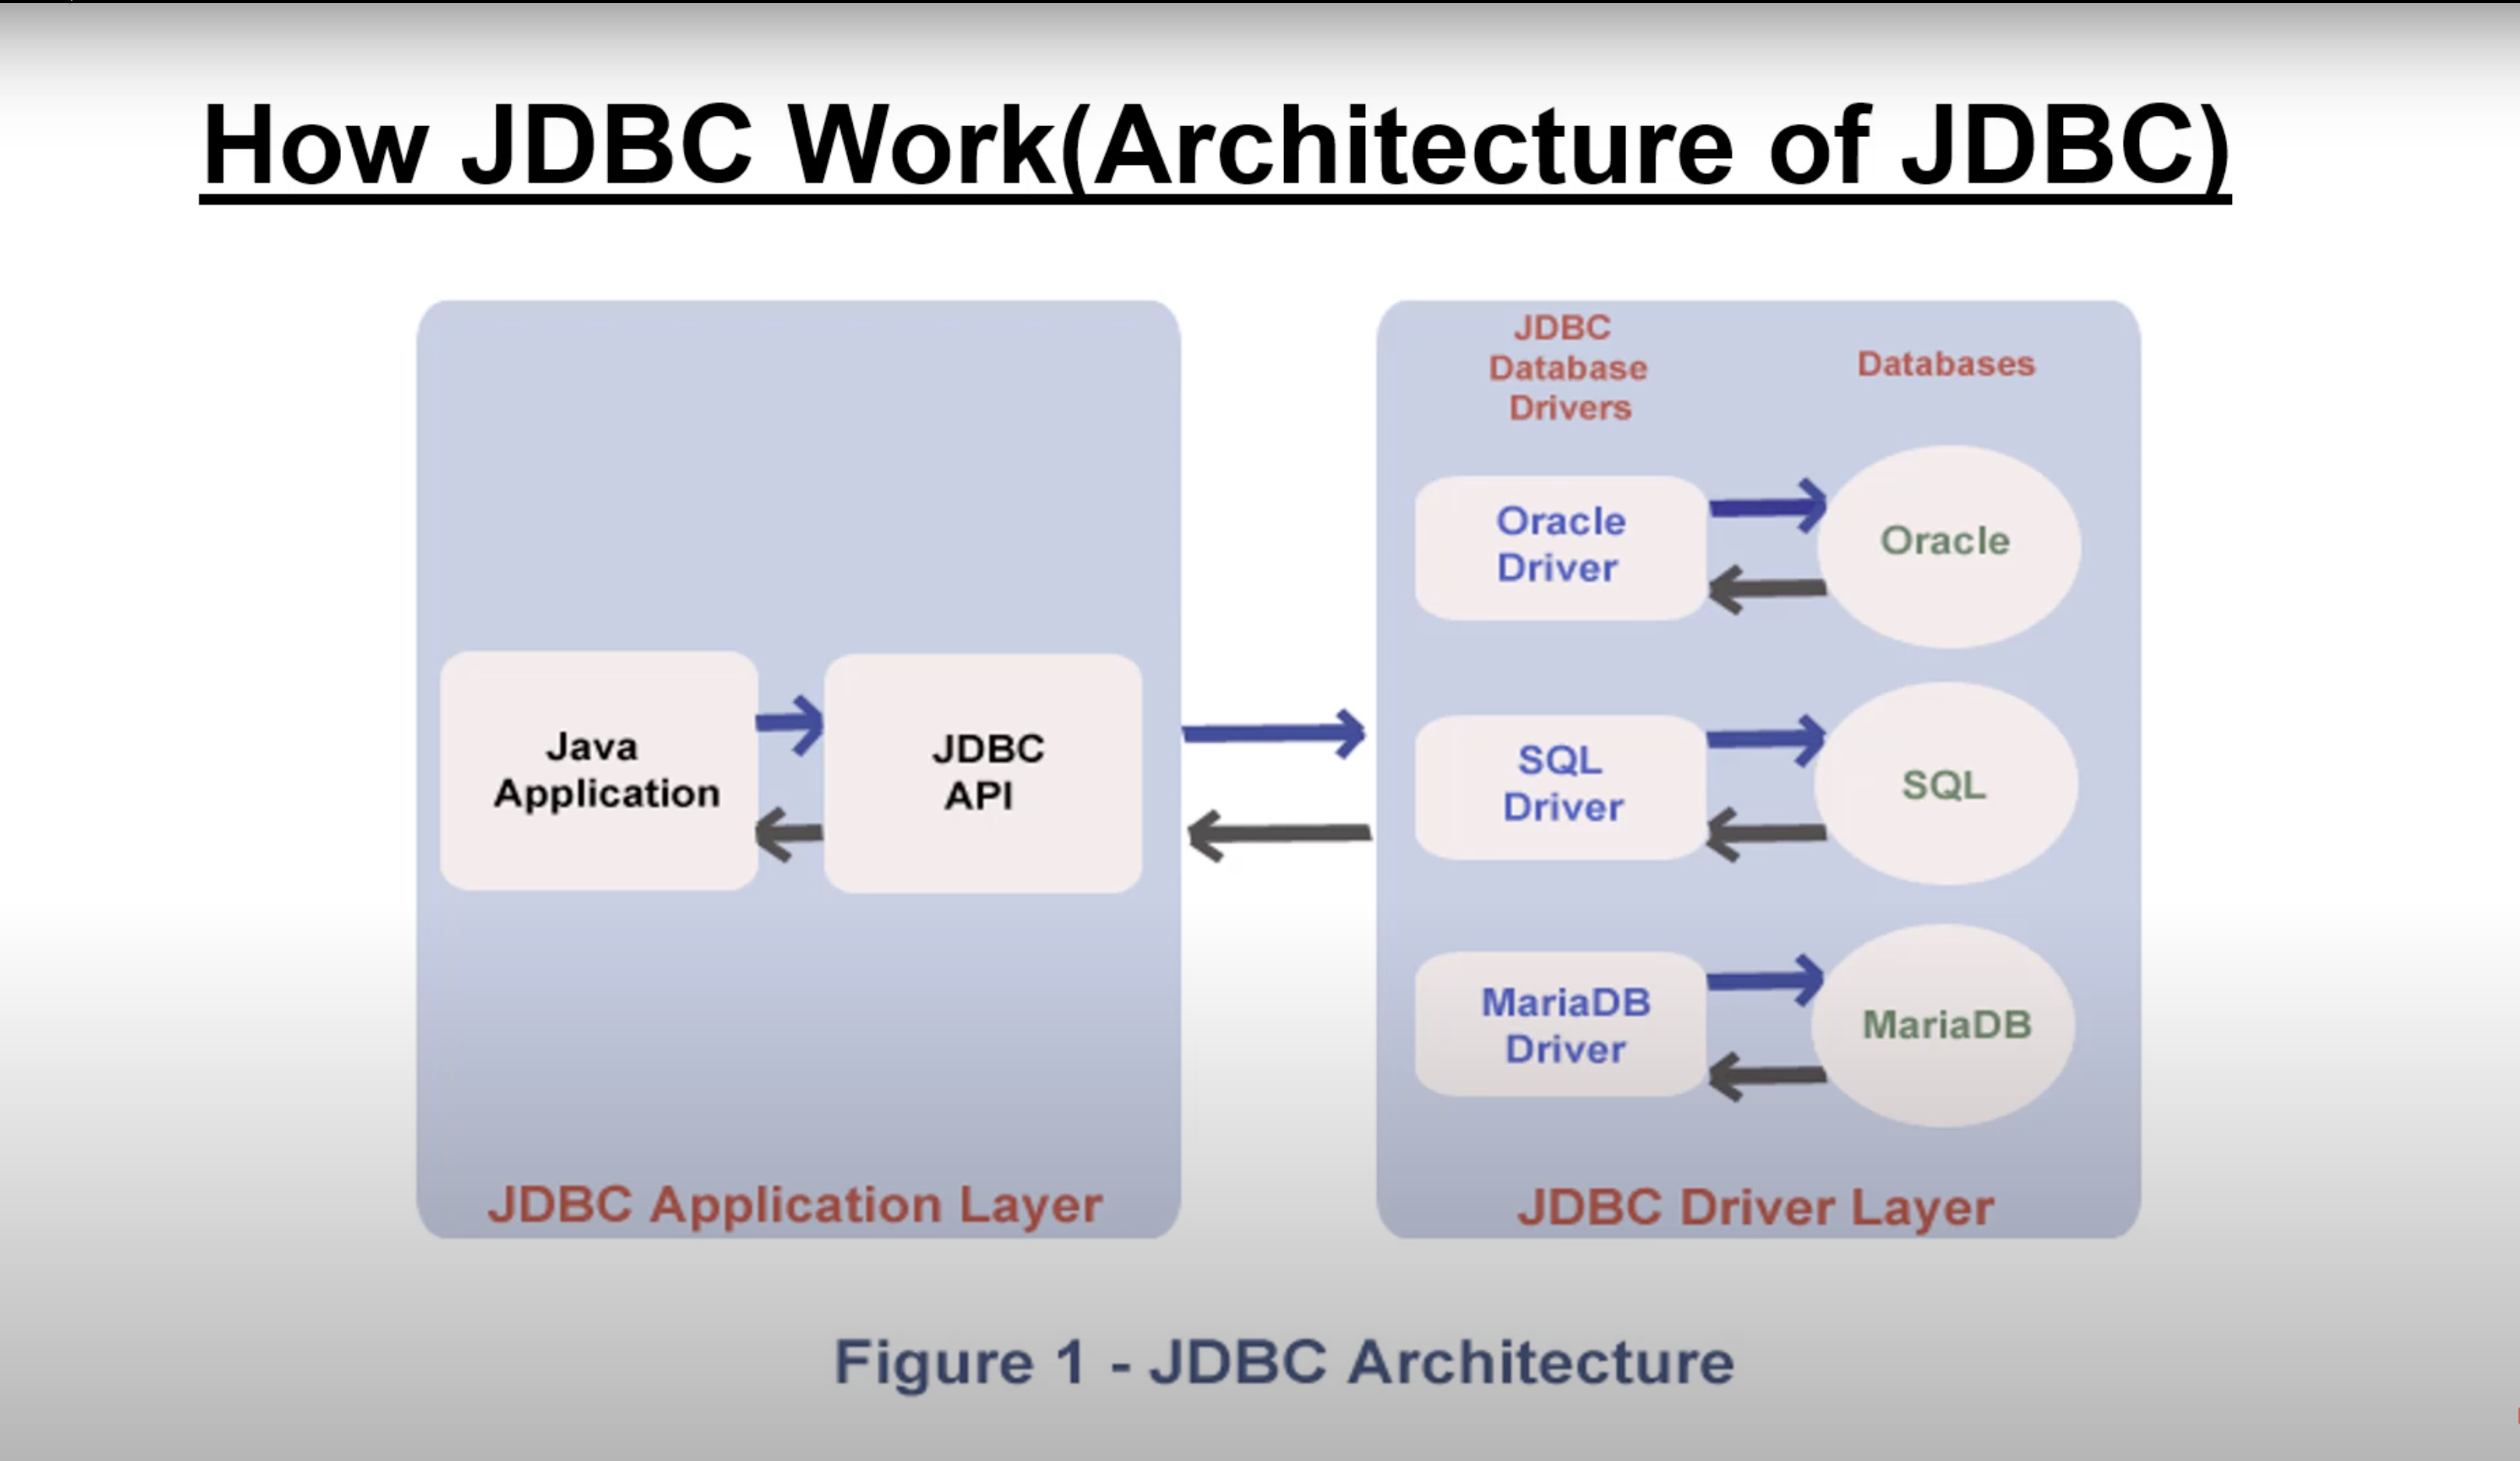 How JDBC Work(Architecture of JDBC)
Java
Application
JDBC
API
JDBC Application Layer
JDBC
Database
Drivers
Databases
Oracle
Driver
Oracle
SQL
Driver
SQL
MariaDB
Driver
MariaDB
JDBC Driver Layer
Figure 1 - JDBC Architecture